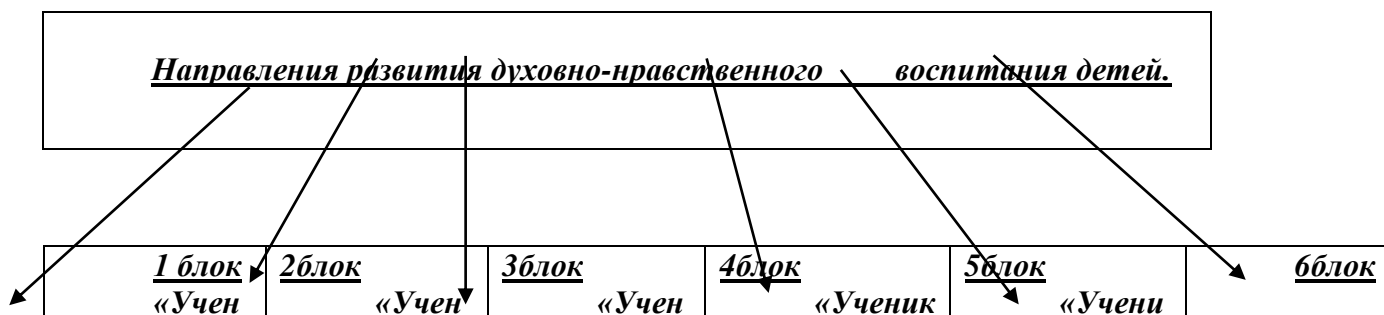 Направления развития духовно-нравственного воспитания детей.
1 блок 2блок 3блок 4блок 5блок 6блок
«Учен «Учен «Учен «Ученик «Учени